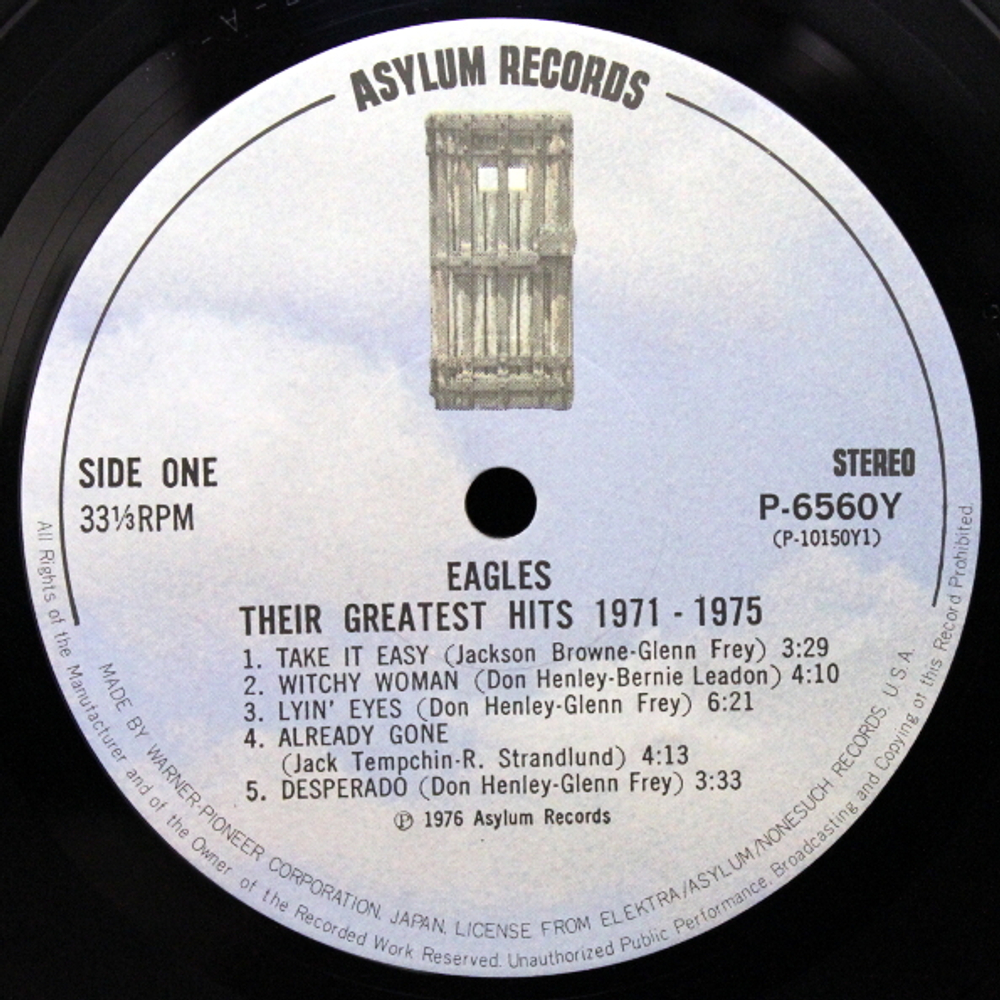 ASYLUM RECORDS
SIDE ONE
33⅓RPM
STEREO
P-6560Y
(P-10150Y1)
EAGLES
THEIR GREATEST HITS 1971 - 1975
1. TAKE IT EASY (Jackson Browne-Glenn Frey) 3:29
2. WITCHY WOMAN (Don Henley-Bernie Leadon) 4:10
3. LYIN' EYES (Don Henley-Glenn Frey) 6:21
4. ALREADY GONE
(Jack Tempchin-R. Strandlund) 4:13
5. DESPERADO (Don Henley-Glenn Frey) 3:33
Ⓟ 1976 Asylum Records
MADE BY WARNER-PIONEER CORPORATION, JAPAN. LICENSE FROM ELEKTRA/ASYLUM/NONESUCH RECORDS. U.S.A.
All Rights of the Manufacturer and of the Owner of the Recorded Work Reserved. Unauthorized Public Performance, Broadcasting and Copying of this Record Prohibited.